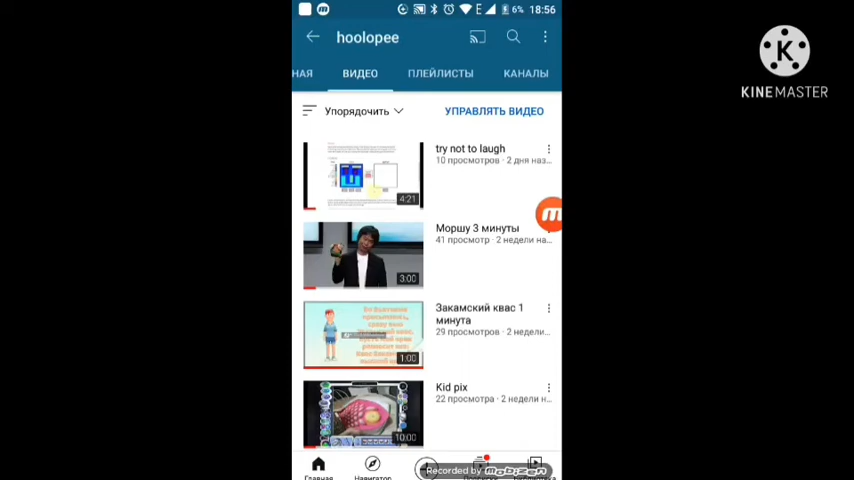 6% 18:56
hoolopee
НАЯ ВИДЕО ПЛЕЙЛИСТЫ КАНАЛЫ
Упорядочить УПРАВЛЯТЬ ВИДЕО
try not to laugh
10 просмотров · 2 дня наз...
4:21
Моршу 3 минуты
41 просмотр · 2 недели на...
3:00
Закамский квас 1
минута
29 просмотров · 2 недели...
1:00
Kid pix
22 просмотра · 2 недели н...
10:00
Главная Навигатор
Recorded by mobizen
KINEMASTER